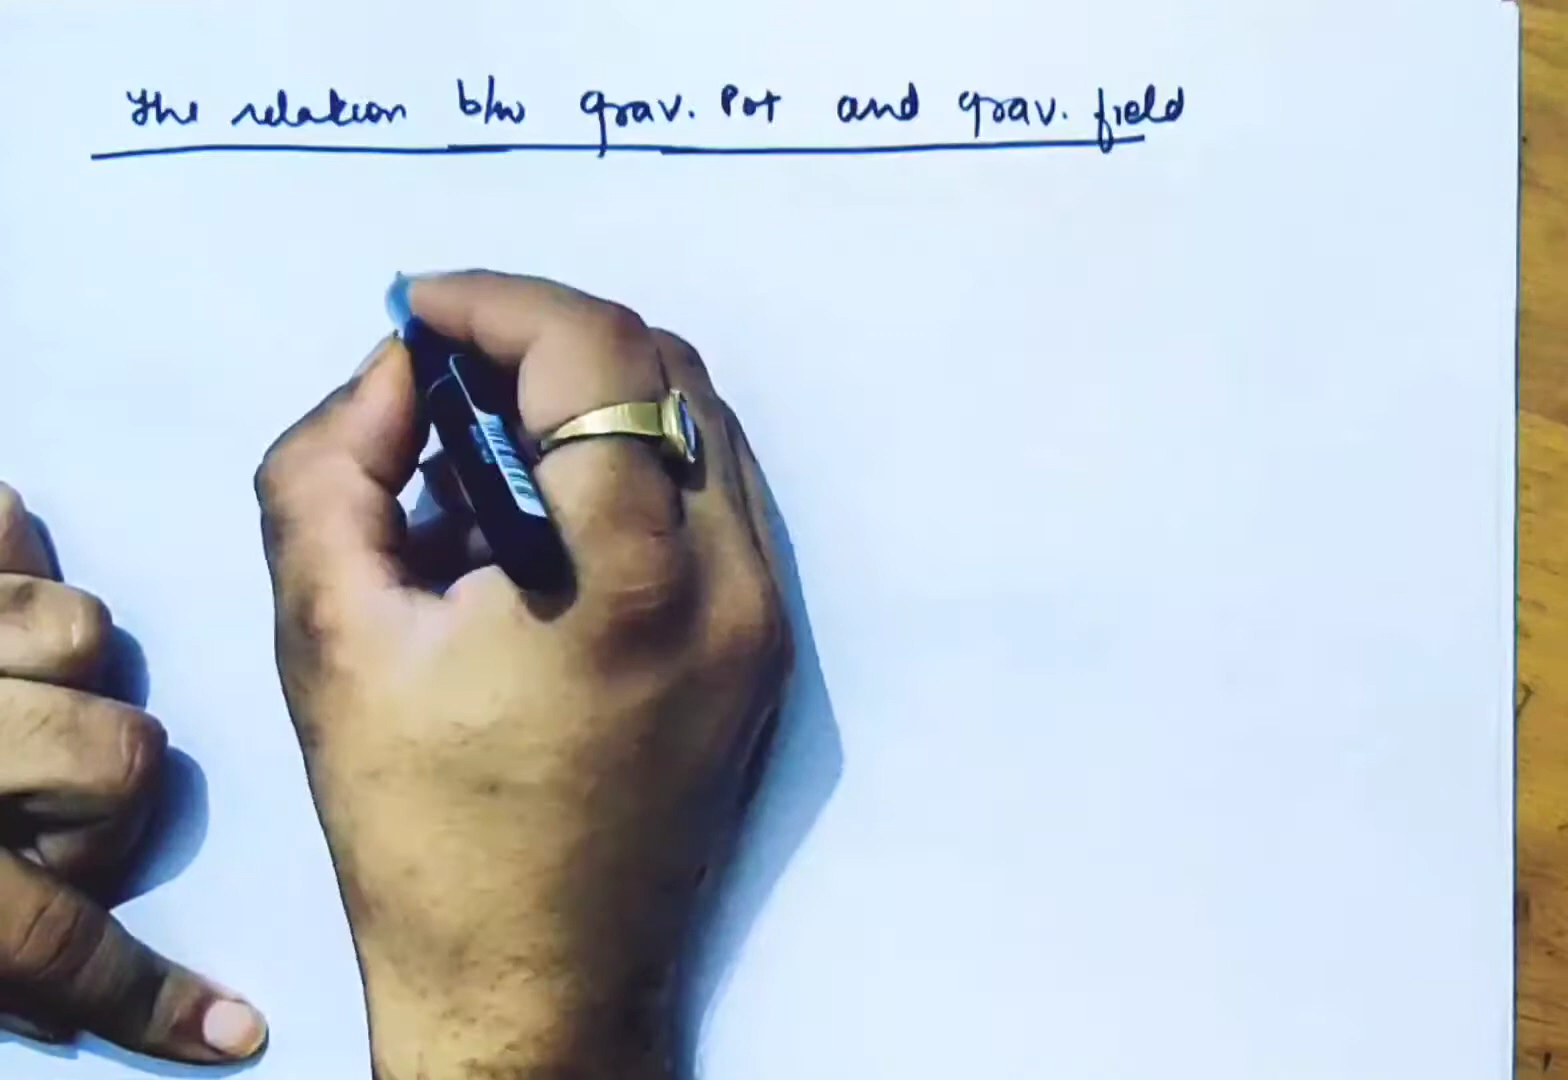 The relation b/w grav. Pot and grav. field